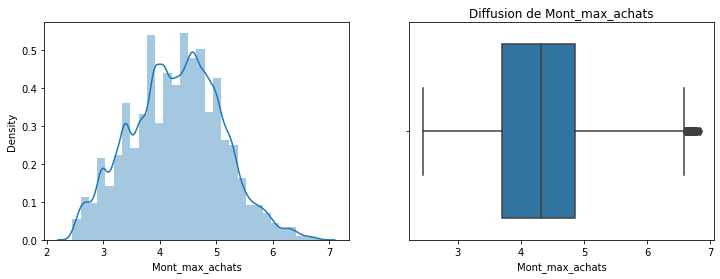 Diffusion de Mont_max_achats
0.5
0.4
0.3
0.2
0.1
0.0
Density
2 3 4 5 6 7
Mont_max_achats
3 4 5 6 7
Mont_max_achats